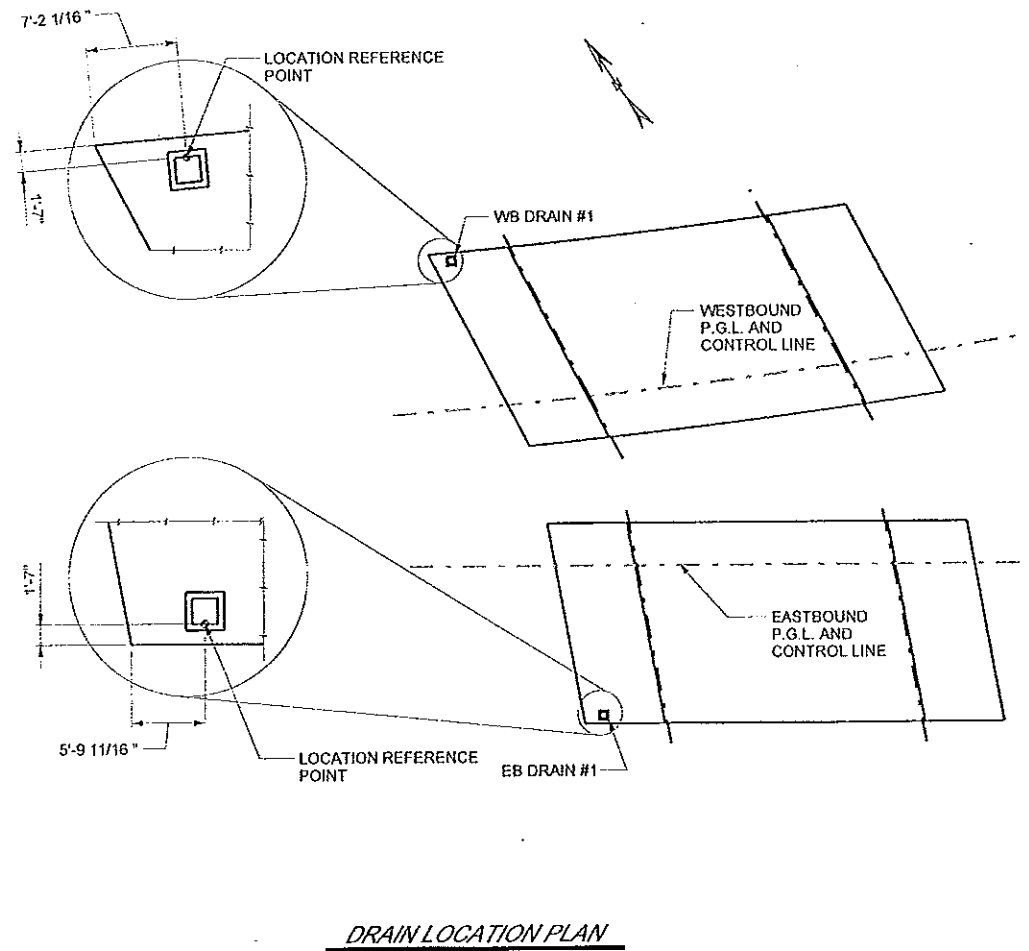 7'-2 1/16"
LOCATION REFERENCE
POINT
1'-7"
WB DRAIN #1
WESTBOUND
P.G.L. AND
CONTROL LINE
1'-7"
EASTBOUND
P.G.L. AND
CONTROL LINE
5'-9 11/16"
LOCATION REFERENCE
POINT
EB DRAIN #1
DRAIN LOCATION PLAN